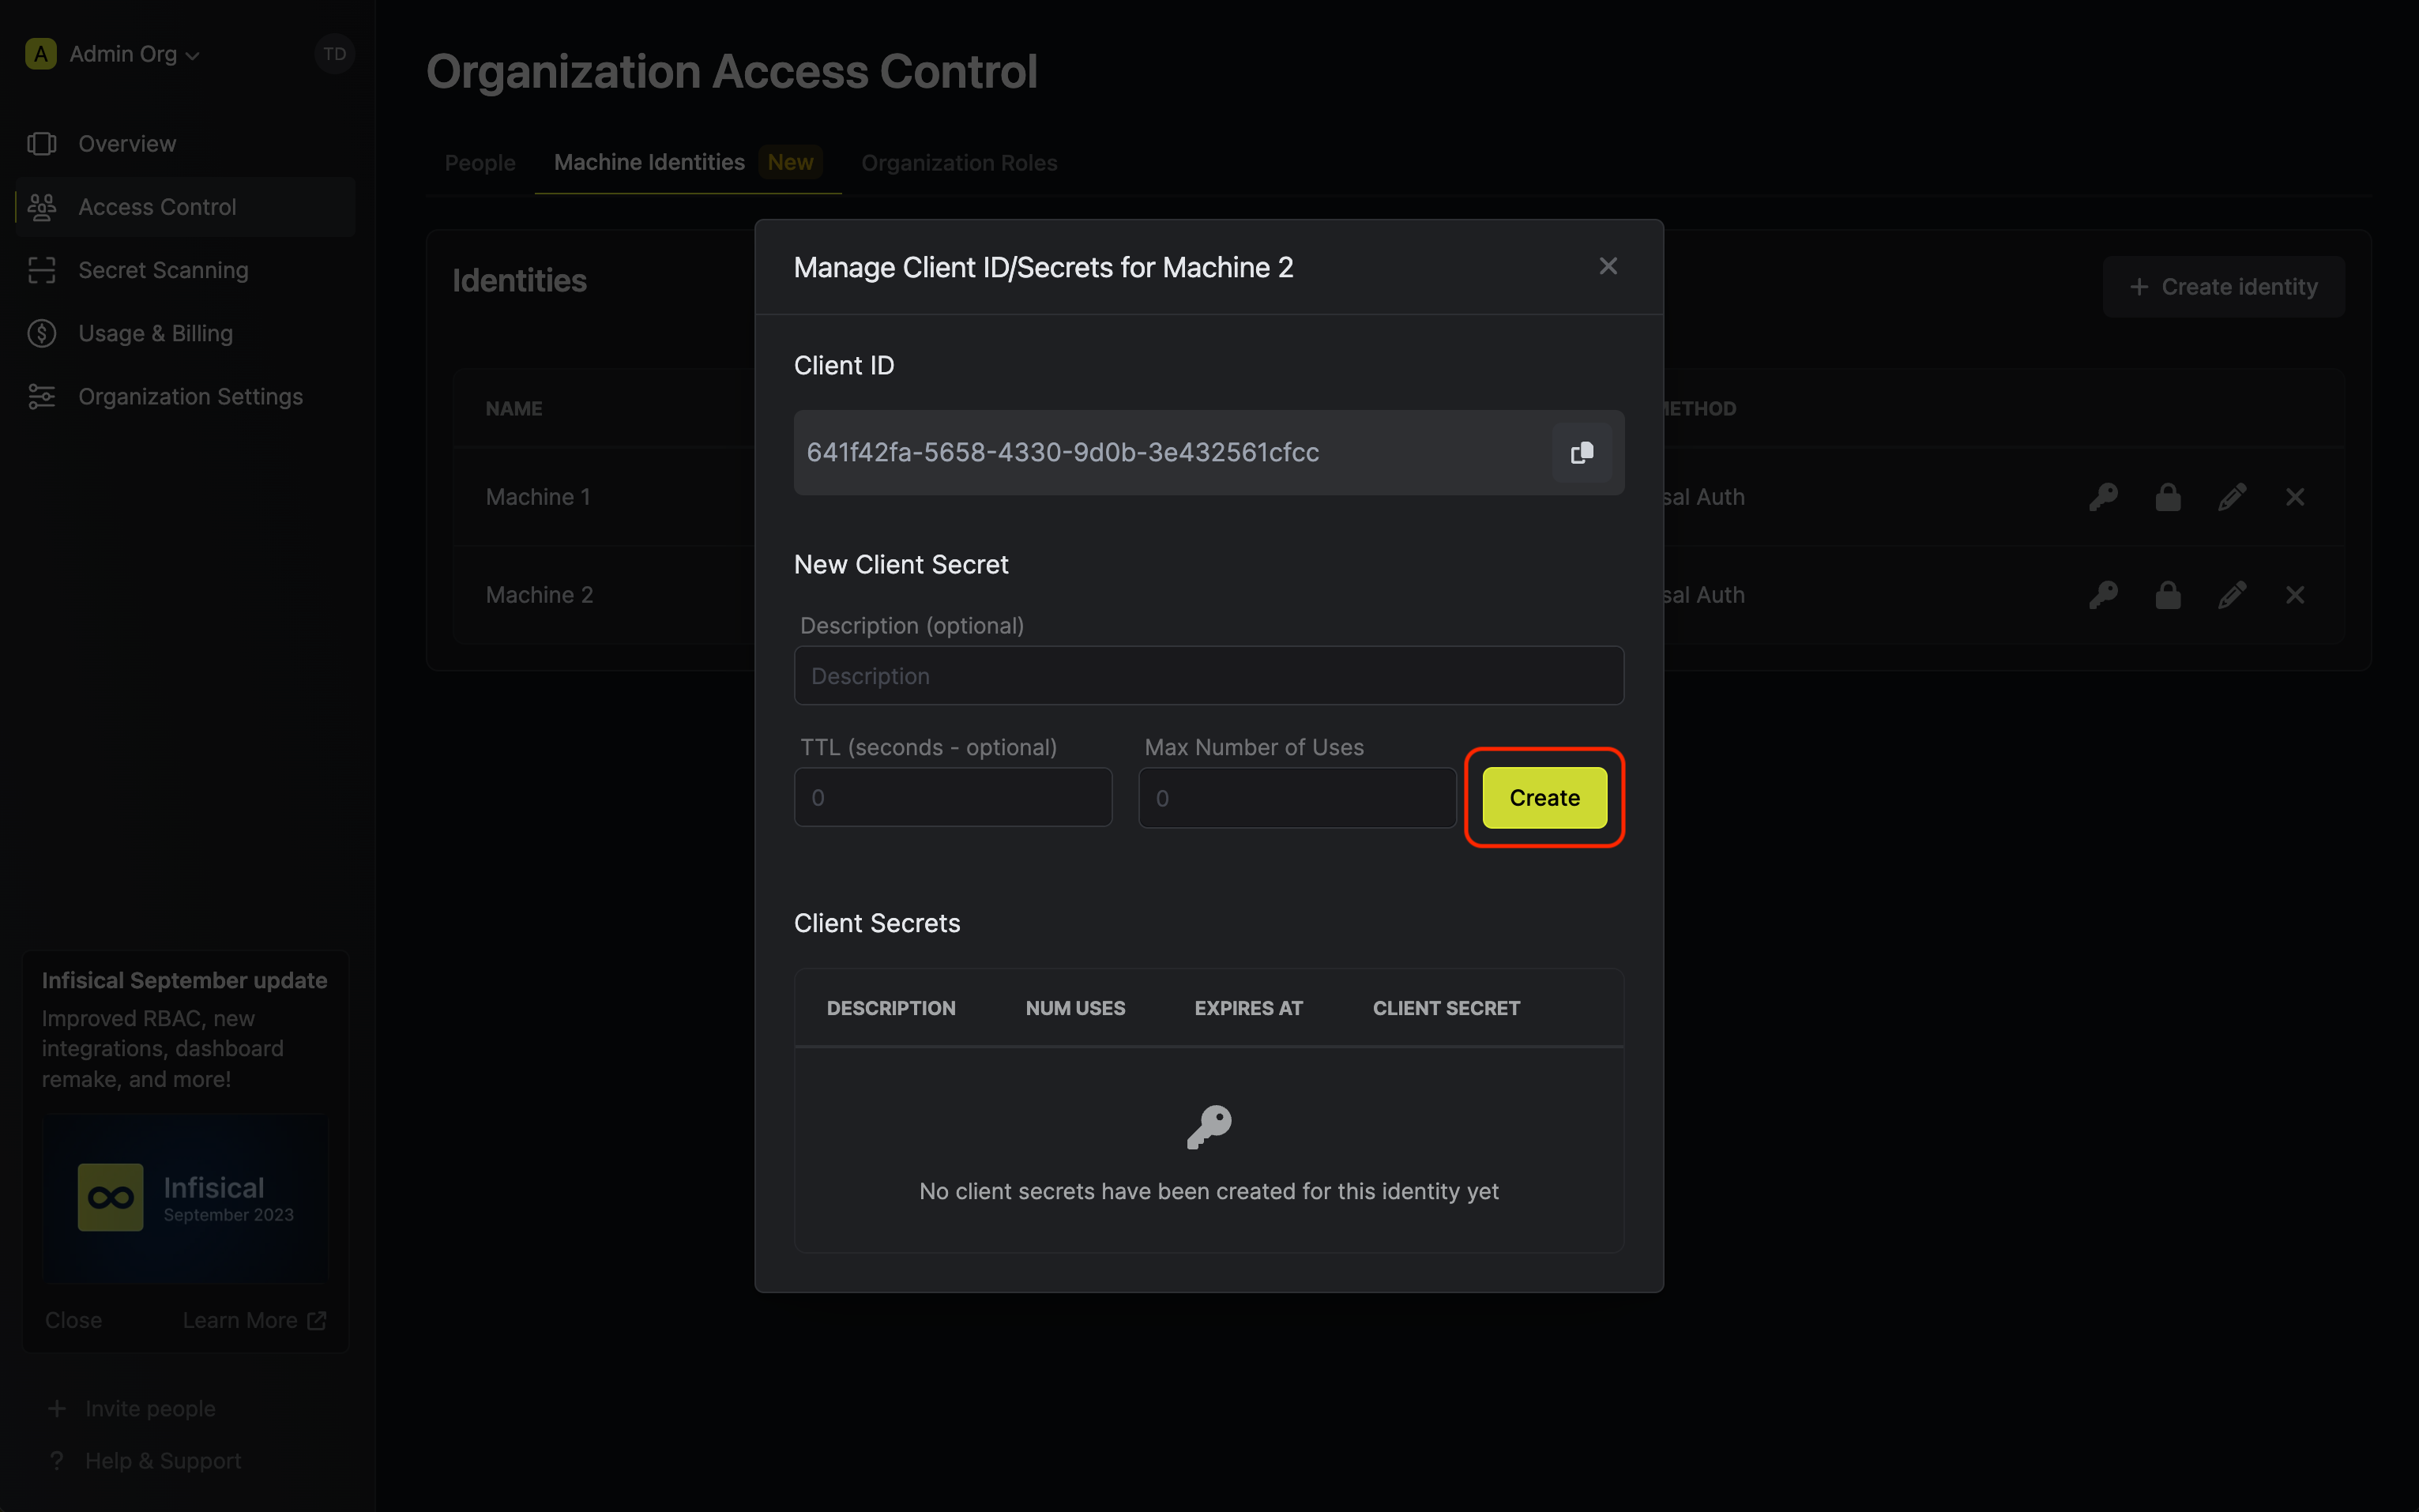 A Admin Org TD
Overview
Access Control
Secret Scanning
Usage & Billing
Organization Settings
Infisical September update
Improved RBAC, new
integrations, dashboard
remake, and more!
Infisical
September 2023
Close Learn More
+ Invite people
? Help & Support
Organization Access Control
People Machine Identities New Organization Roles
Identities
+ Create identity
NAME
ETHOD
Machine 1
sal Auth
Machine 2
sal Auth
Manage Client ID/Secrets for Machine 2
Client ID
641f42fa-5658-4330-9d0b-3e432561cfcc
New Client Secret
Description (optional)
Description
TTL (seconds - optional) Max Number of Uses
0 0 Create
Client Secrets
DESCRIPTION NUM USES EXPIRES AT CLIENT SECRET
No client secrets have been created for this identity yet